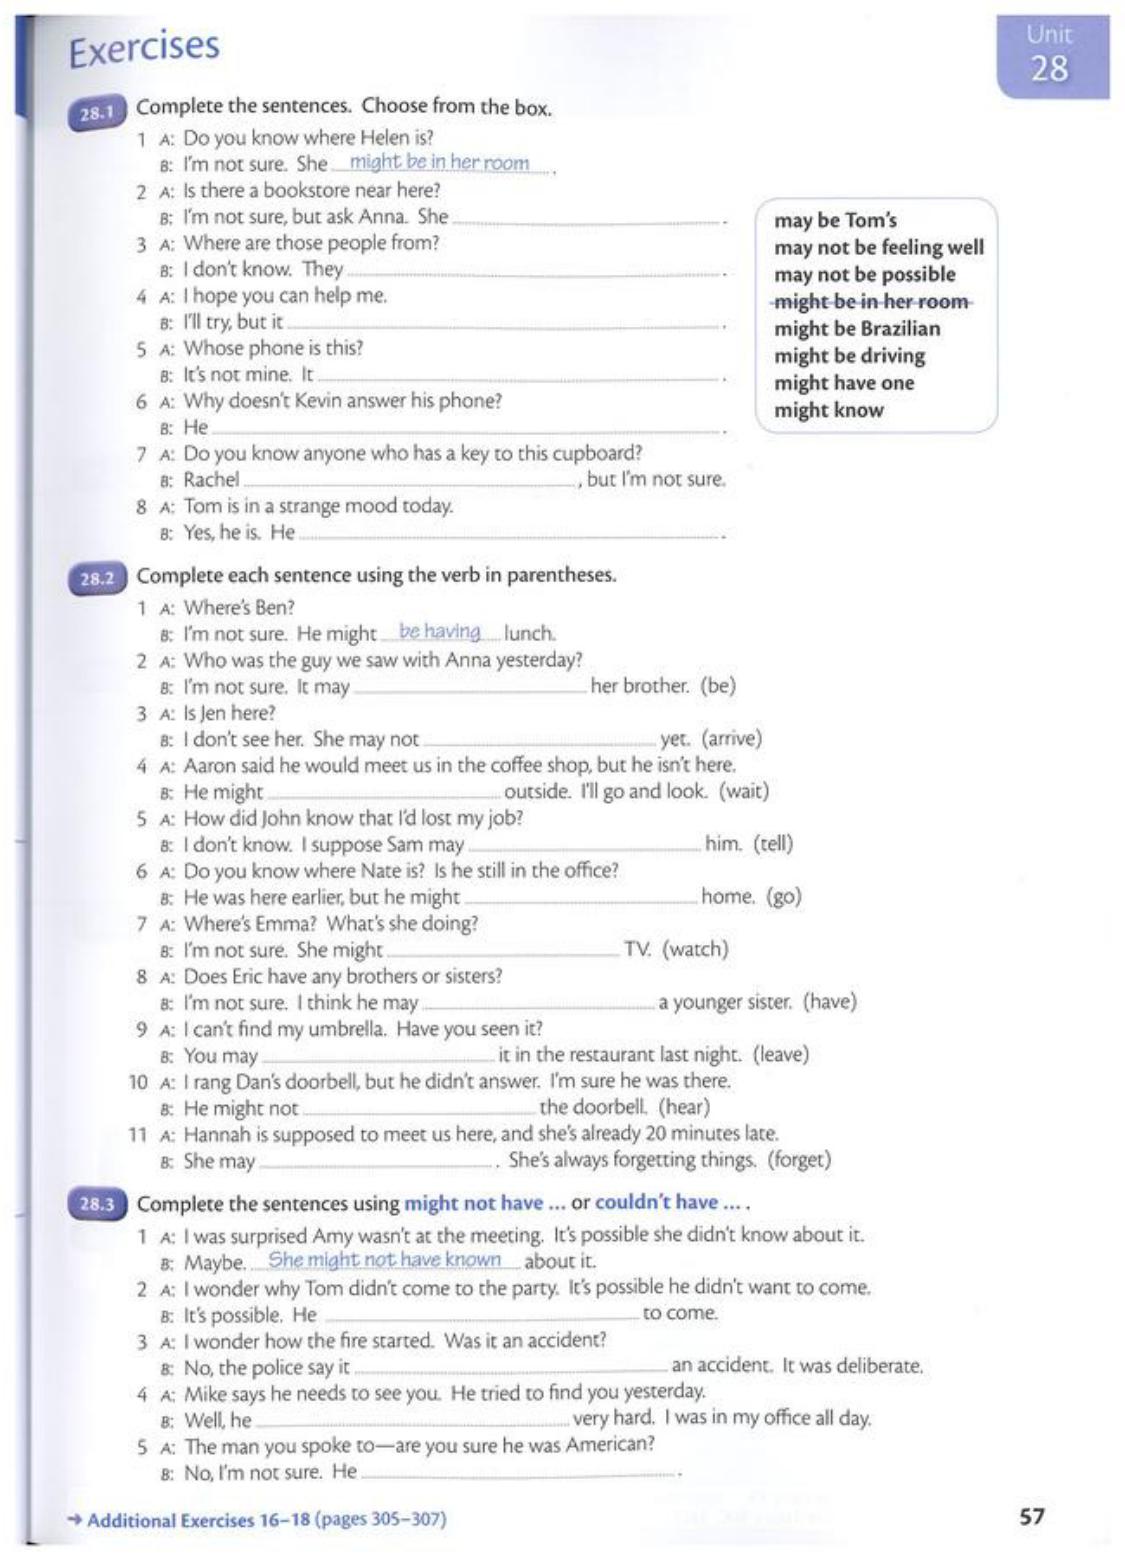 Exercises
Unit
28
28.1 Complete the sentences. Choose from the box.
1 A: Do you know where Helen is?
B: I'm not sure. She might be in her room.
2 A: Is there a bookstore near here?
B: I'm not sure, but ask Anna. She .
3 A: Where are those people from?
B: I don't know. They .
4 A: I hope you can help me.
B: I'll try, but it .
5 A: Whose phone is this?
B: It's not mine. It .
6 A: Why doesn't Kevin answer his phone?
B: He .
7 A: Do you know anyone who has a key to this cupboard?
B: Rachel , but I'm not sure.
8 A: Tom is in a strange mood today.
B: Yes, he is. He .
may be Tom's
may not be feeling well
may not be possible
might be in her room
might be Brazilian
might be driving
might have one
might know
28.2 Complete each sentence using the verb in parentheses.
1 A: Where's Ben?
B: I'm not sure. He might be having lunch.
2 A: Who was the guy we saw with Anna yesterday?
B: I'm not sure. It may her brother. (be)
3 A: Is Jen here?
B: I don't see her. She may not yet. (arrive)
4 A: Aaron said he would meet us in the coffee shop, but he isn't here.
B: He might outside. I'll go and look. (wait)
5 A: How did John know that I'd lost my job?
B: I don't know. I suppose Sam may him. (tell)
6 A: Do you know where Nate is? Is he still in the office?
B: He was here earlier, but he might home. (go)
7 A: Where's Emma? What's she doing?
B: I'm not sure. She might TV. (watch)
8 A: Does Eric have any brothers or sisters?
B: I'm not sure. I think he may a younger sister. (have)
9 A: I can't find my umbrella. Have you seen it?
B: You may it in the restaurant last night. (leave)
10 A: I rang Dan's doorbell, but he didn't answer. I'm sure he was there.
B: He might not the doorbell. (hear)
11 A: Hannah is supposed to meet us here, and she's already 20 minutes late.
B: She may . She's always forgetting things. (forget)
28.3 Complete the sentences using might not have ... or couldn't have ... .
1 A: I was surprised Amy wasn't at the meeting. It's possible she didn't know about it.
B: Maybe. She might not have known about it.
2 A: I wonder why Tom didn't come to the party. It's possible he didn't want to come.
B: It's possible. He to come.
3 A: I wonder how the fire started. Was it an accident?
B: No, the police say it an accident. It was deliberate.
4 A: Mike says he needs to see you. He tried to find you yesterday.
B: Well, he very hard. I was in my office all day.
5 A: The man you spoke to—are you sure he was American?
B: No, I'm not sure. He .
→ Additional Exercises 16–18 (pages 305–307)
57